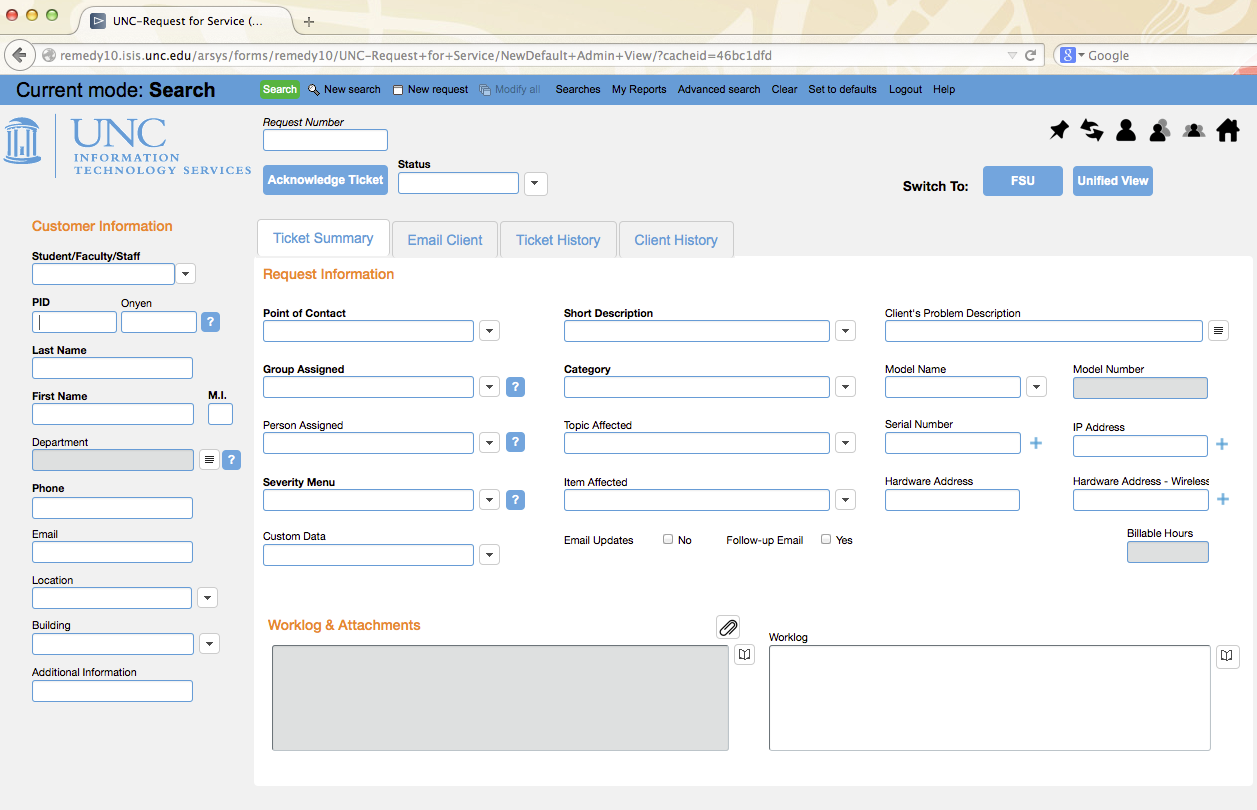 UNC-Request for Service (...
remedy10.isis.unc.edu/arsys/forms/remedy10/UNC-Request+for+Service/NewDefault+Admin+View/?cacheid=46bc1dfd
Google
Current mode: Search
Search New search New request Modify all Searches My Reports Advanced search Clear Set to defaults Logout Help
UNC
INFORMATION
TECHNOLOGY SERVICES
Request Number
Acknowledge Ticket
Status
Switch To:
FSU
Unified View
Customer Information
Student/Faculty/Staff
PID
Onyen
?
Last Name
First Name
M.I.
Department
?
Phone
Email
Location
Building
Additional Information
Ticket Summary
Email Client
Ticket History
Client History
Request Information
Point of Contact
Short Description
Client's Problem Description
Group Assigned
?
Category
Model Name
Model Number
Person Assigned
?
Topic Affected
Serial Number
IP Address
Severity Menu
?
Item Affected
Hardware Address
Hardware Address - Wireless
Custom Data
Email Updates
No
Follow-up Email
Yes
Billable Hours
Worklog & Attachments
Worklog